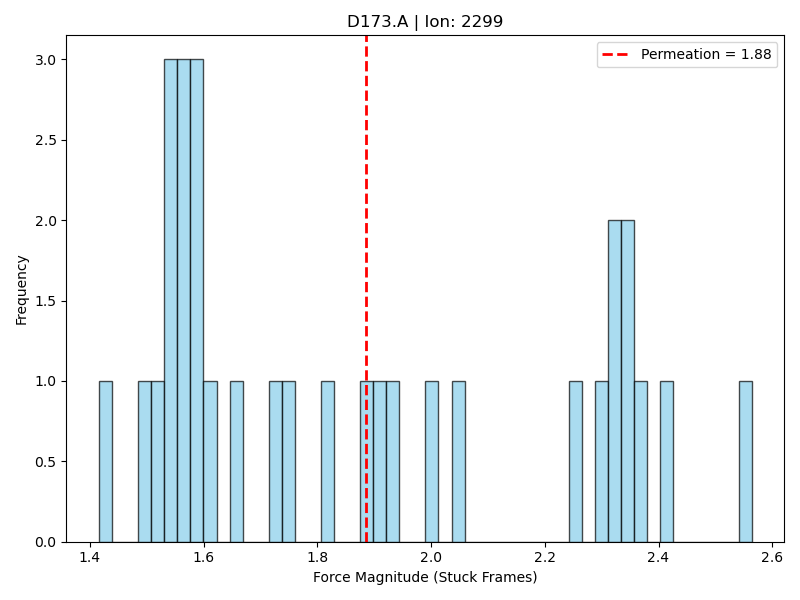 D173.A | Ion: 2299
Permeation = 1.88
Frequency
3.0
2.5
2.0
1.5
1.0
0.5
0.0
1.4 1.6 1.8 2.0 2.2 2.4 2.6
Force Magnitude (Stuck Frames)